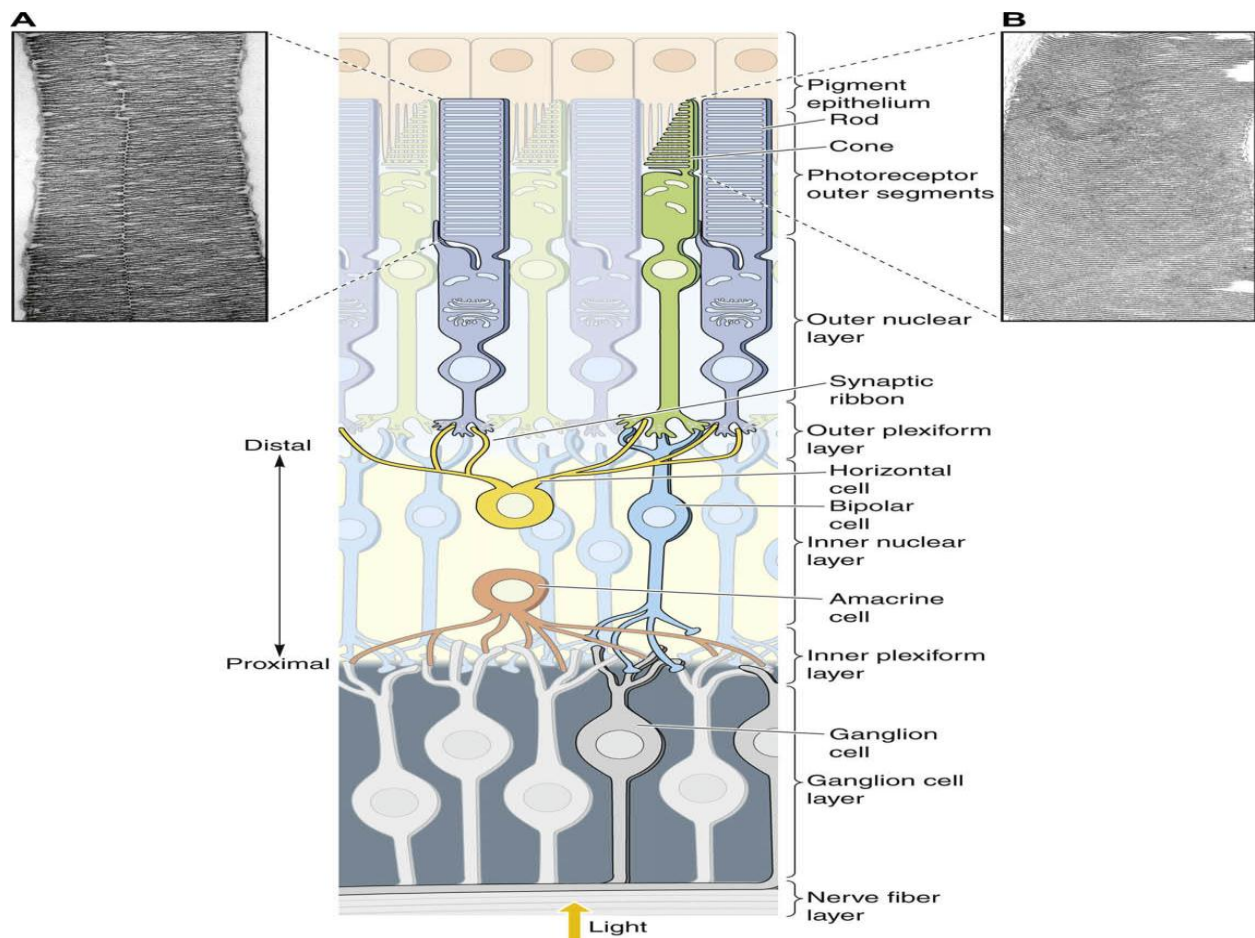 A
B
Pigment
epithelium
Rod
Cone
Photoreceptor
outer segments
Outer nuclear
layer
Synaptic
ribbon
Outer plexiform
layer
Distal
Horizontal
cell
Bipolar
cell
Inner nuclear
layer
Amacrine
cell
Proximal
Inner plexiform
layer
Ganglion
cell
Ganglion cell
layer
Nerve fiber
layer
Light